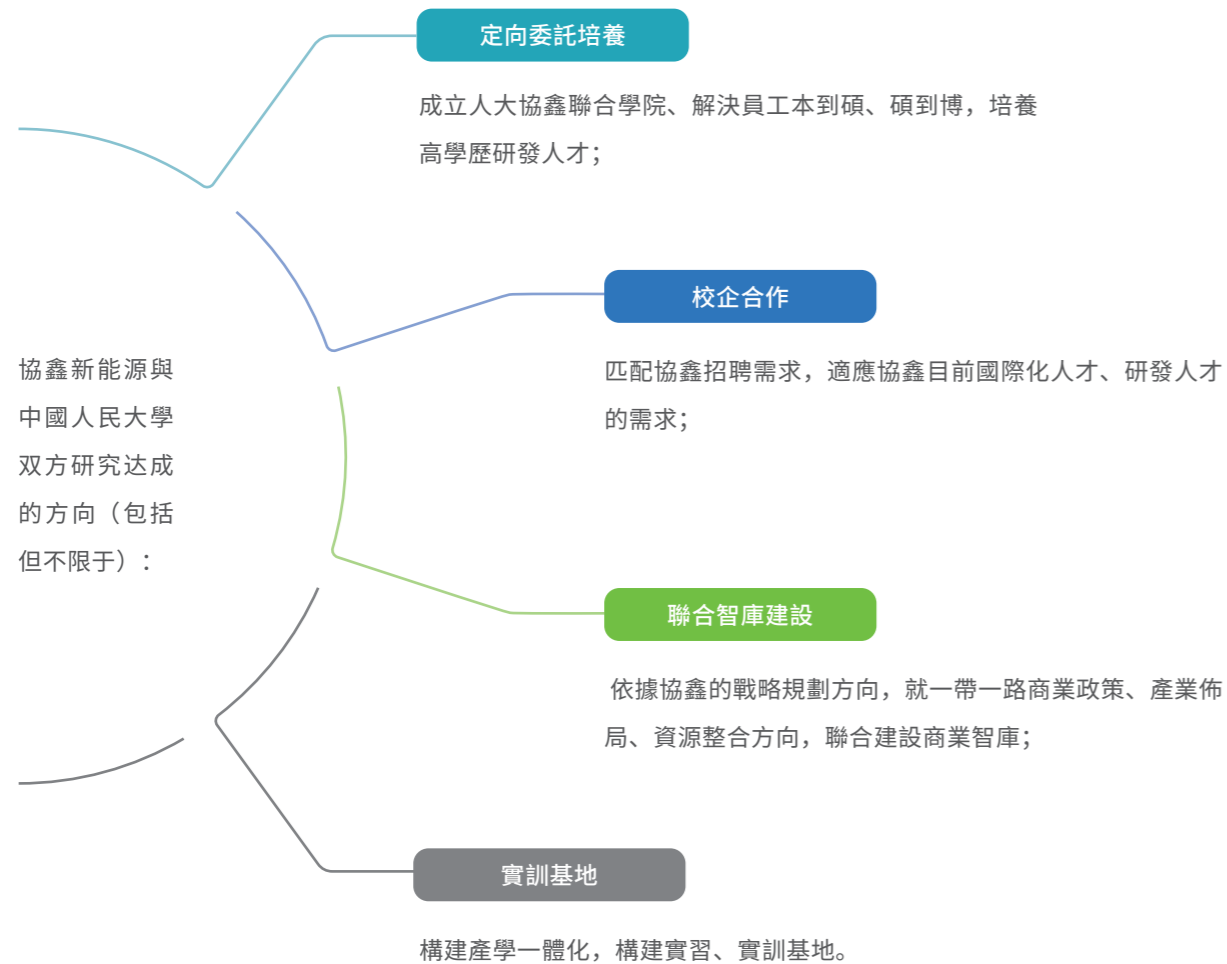 協鑫新能源與
中國人民大學
双方研究达成
的方向（包括
但不限于）：
定向委託培養
成立人大協鑫聯合學院、解決員工本到碩、碩到博，培養
高學歷研發人才；
校企合作
匹配協鑫招聘需求，適應協鑫目前國際化人才、研發人才
的需求；
聯合智庫建設
依據協鑫的戰略規劃方向，就一帶一路商業政策、產業佈
局、資源整合方向，聯合建設商業智庫；
實訓基地
構建產學一體化，構建實習、實訓基地。